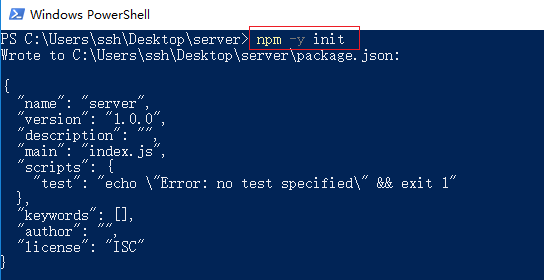 Windows PowerShell
PS C:\Users\ssh\Desktop\server> npm -y init
Wrote to C:\Users\ssh\Desktop\server\package.json:
{
  "name": "server",
  "version": "1.0.0",
  "description": "",
  "main": "index.js",
  "scripts": {
    "test": "echo \"Error: no test specified\" && exit 1"
  },
  "keywords": [],
  "author": "",
  "license": "ISC"
}